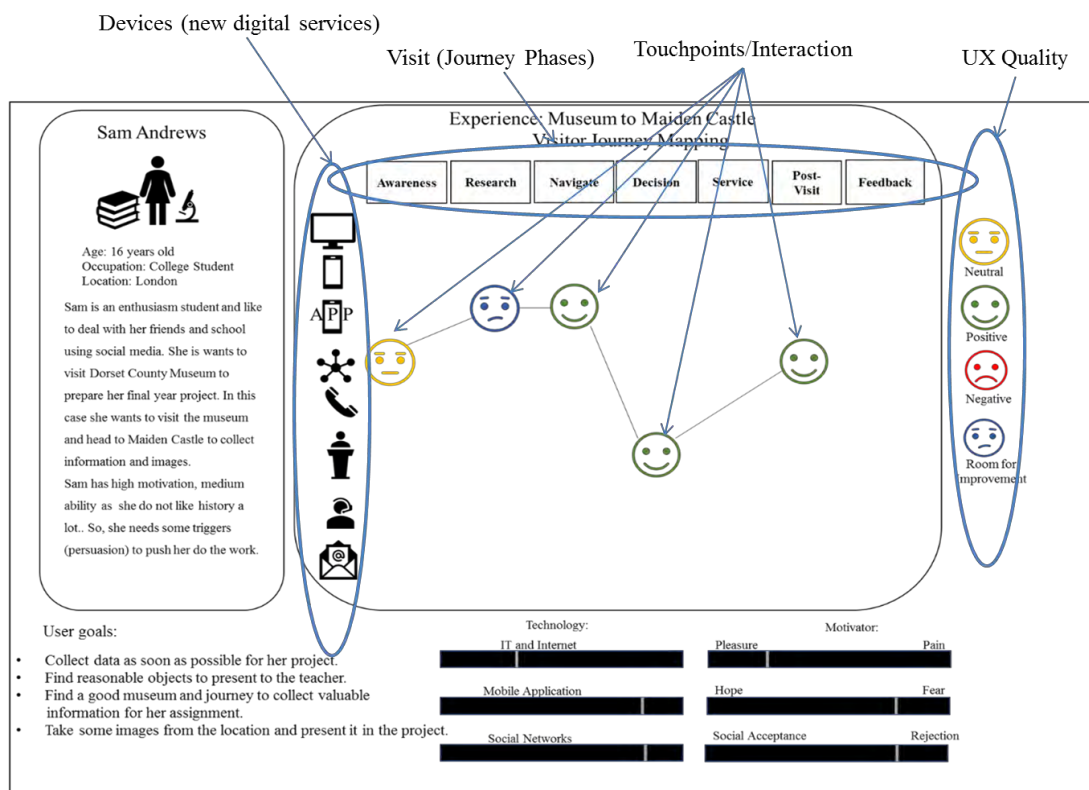 Devices (new digital services)
Visit (Journey Phases)
Touchpoints/Interaction
UX Quality
Sam Andrews
Age: 16 years old
Occupation: College Student
Location: London
Sam is an enthusiasm student and like
to deal with her friends and school
using social media. She is wants to
visit Dorset County Museum to
prepare her final year project. In this
case she wants to visit the museum
and head to Maiden Castle to collect
information and images.
Sam has high motivation, medium
ability as she do not like history a
lot.. So, she needs some triggers
(persuasion) to push her do the work.
Experience: Museum to Maiden Castle
Visitor Journey Mapping
Awareness
Research
Navigate
Decision
Service
Post-
Visit
Feedback
APP
@
Neutral
Positive
Negative
Room for
improvement
User goals:
• Collect data as soon as possible for her project.
• Find reasonable objects to present to the teacher.
• Find a good museum and journey to collect valuable
information for her assignment.
• Take some images from the location and present it in the project.
Technology:
IT and Internet
Mobile Application
Social Networks
Motivator:
Pleasure Pain
Hope Fear
Social Acceptance Rejection